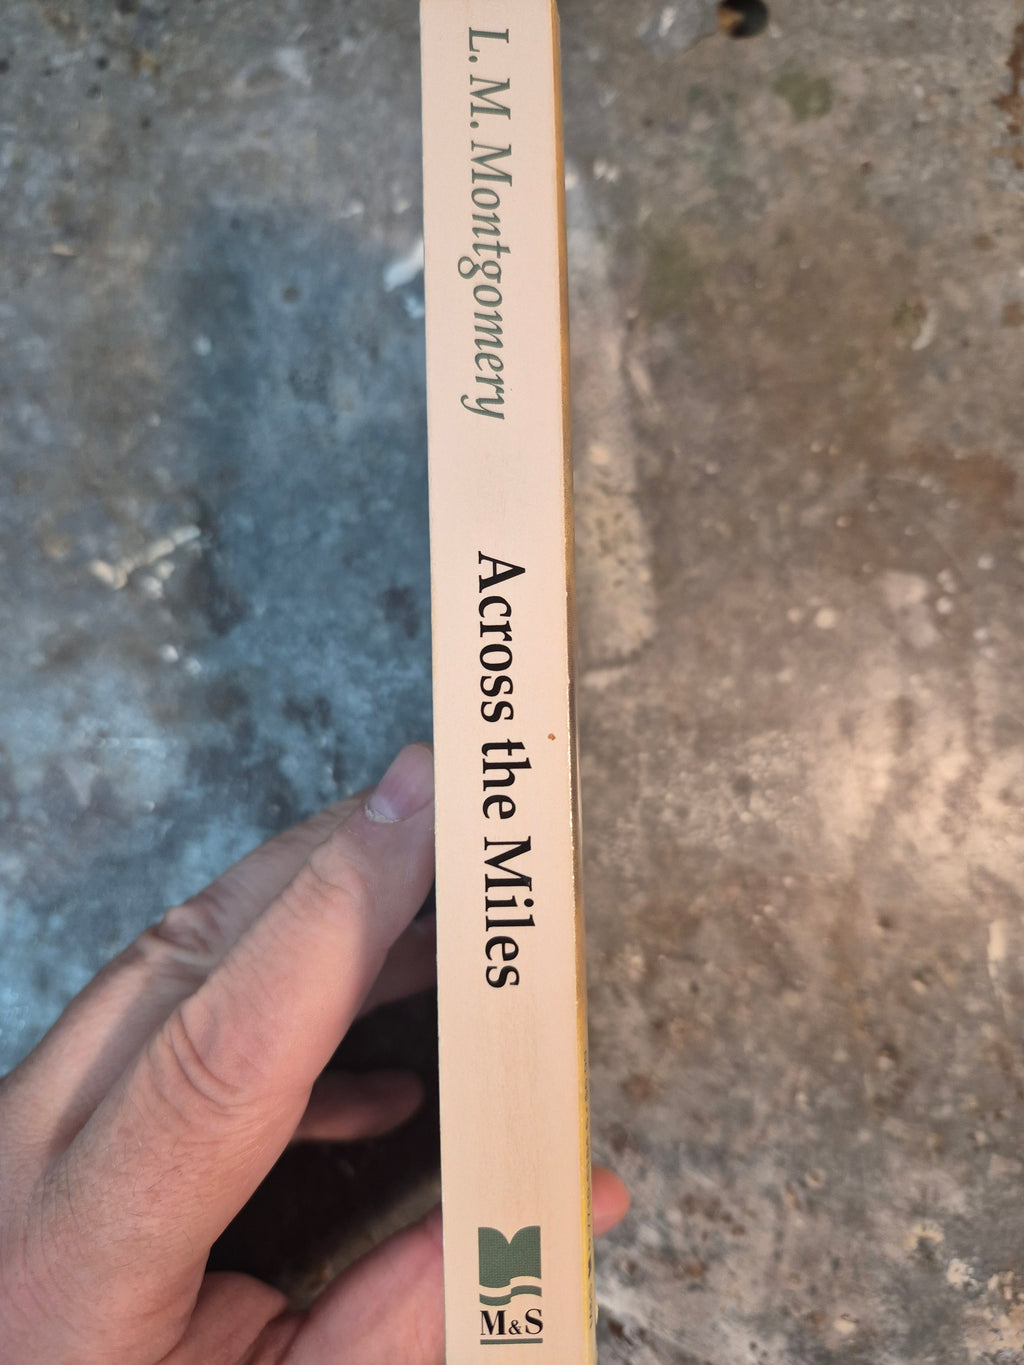 L. M. Montgomery
Across the Miles
M&S